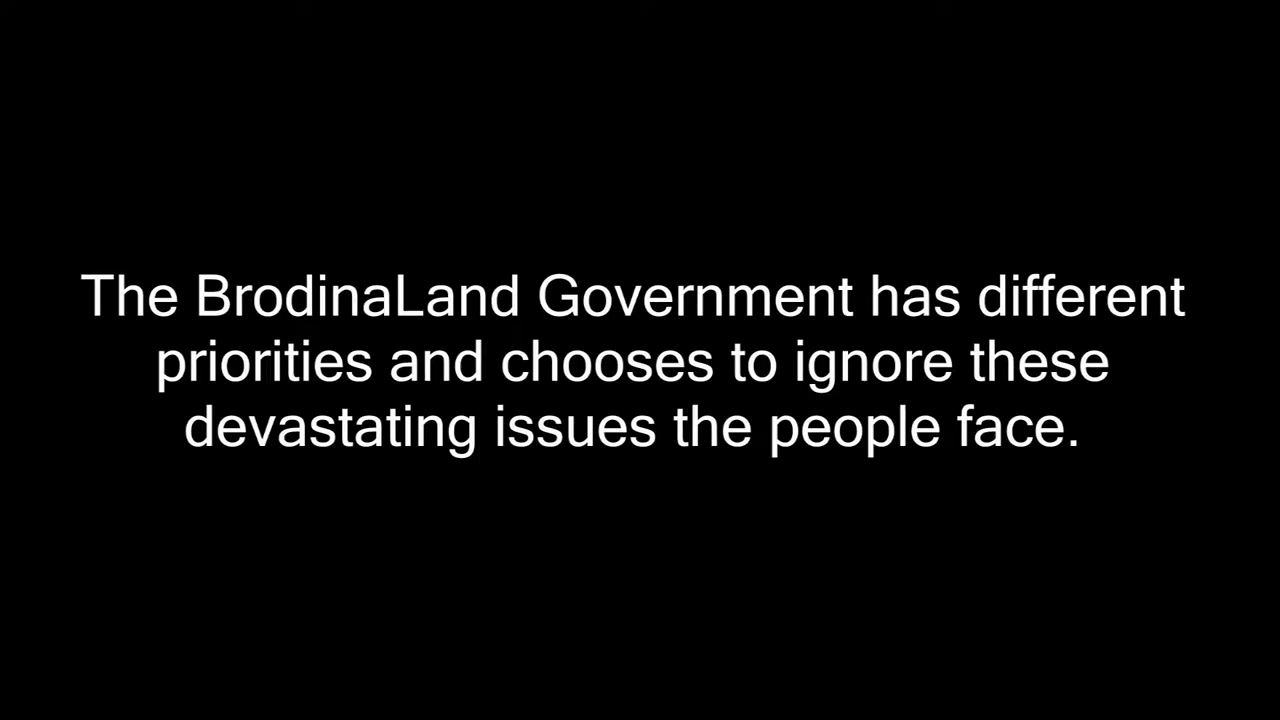 The BrodinaLand Government has different
priorities and chooses to ignore these
devastating issues the people face.